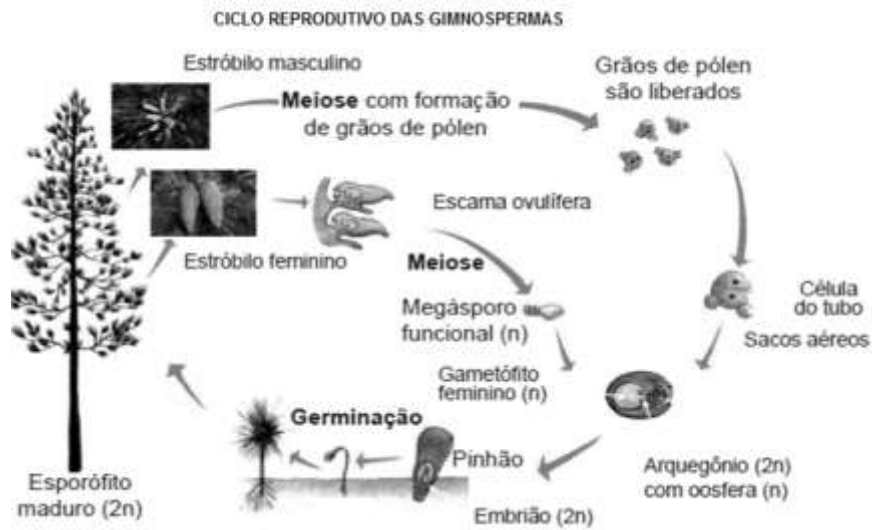 CICLO REPRODUTIVO DAS GIMNOSPERMAS
Estróbilo masculino
Meiose com formação
de grãos de pólen
Grãos de pólen
são liberados
Escama ovulífera
Estróbilo feminino
Meiose
Megásporo
funcional (n)
Célula
do tubo
Sacos aéreos
Gametófito
feminino (n)
Germinação
Pinhão
Arquegônio (2n)
com oosfera (n)
Esporófito
maduro (2n)
Embrião (2n)